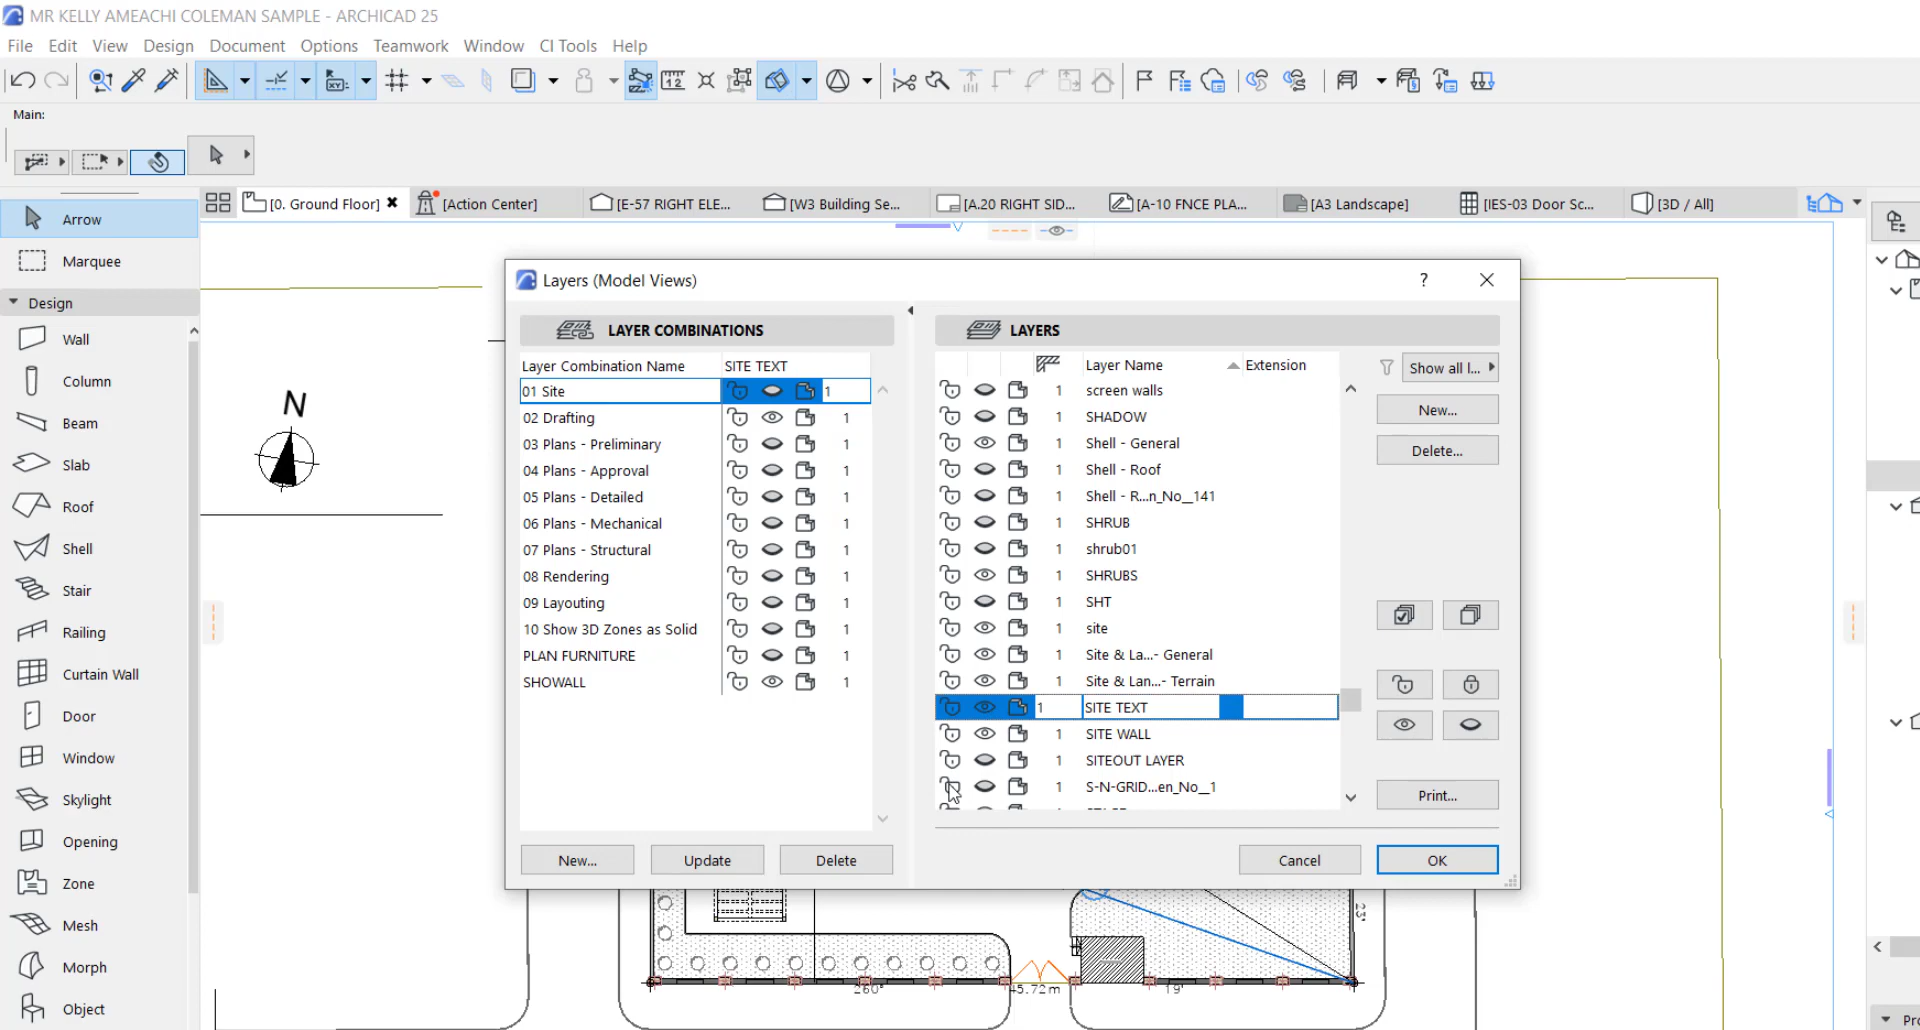 MR KELLY AMEACHI COLEMAN SAMPLE - ARCHICAD 25
File Edit View Design Document Options Teamwork Window CI Tools Help
Main:
[0. Ground Floor] [Action Center] [E-57 RIGHT ELE... [W3 Building Se... [A.20 RIGHT SID... [A-10 FNCE PLA... [A3 Landscape] [IES-03 Door Sc... [3D / All]
Arrow
Marquee
Design
Wall
Column
Beam
Slab
Roof
Shell
Stair
Railing
Curtain Wall
Door
Window
Skylight
Opening
Zone
Mesh
Morph
Object
N
Layers (Model Views) ?
LAYER COMBINATIONS
Layer Combination Name SITE TEXT
01 Site 1
02 Drafting 1
03 Plans - Preliminary 1
04 Plans - Approval 1
05 Plans - Detailed 1
06 Plans - Mechanical 1
07 Plans - Structural 1
08 Rendering 1
09 Layouting 1
10 Show 3D Zones as Solid 1
PLAN FURNITURE 1
SHOWALL 1
New... Update Delete
LAYERS
Layer Name Extension
1 screen walls
1 SHADOW
1 Shell - General
1 Shell - Roof
1 Shell - R...n_No__141
1 SHRUB
1 shrub01
1 SHRUBS
1 SHT
1 site
1 Site & La...- General
1 Site & Lan...- Terrain
1 SITE TEXT
1 SITE WALL
1 SITEOUT LAYER
1 S-N-GRID...en_No__1
Show all l...
New...
Delete...
Print...
Cancel OK
23'
260° 45.72m 19'
Pro